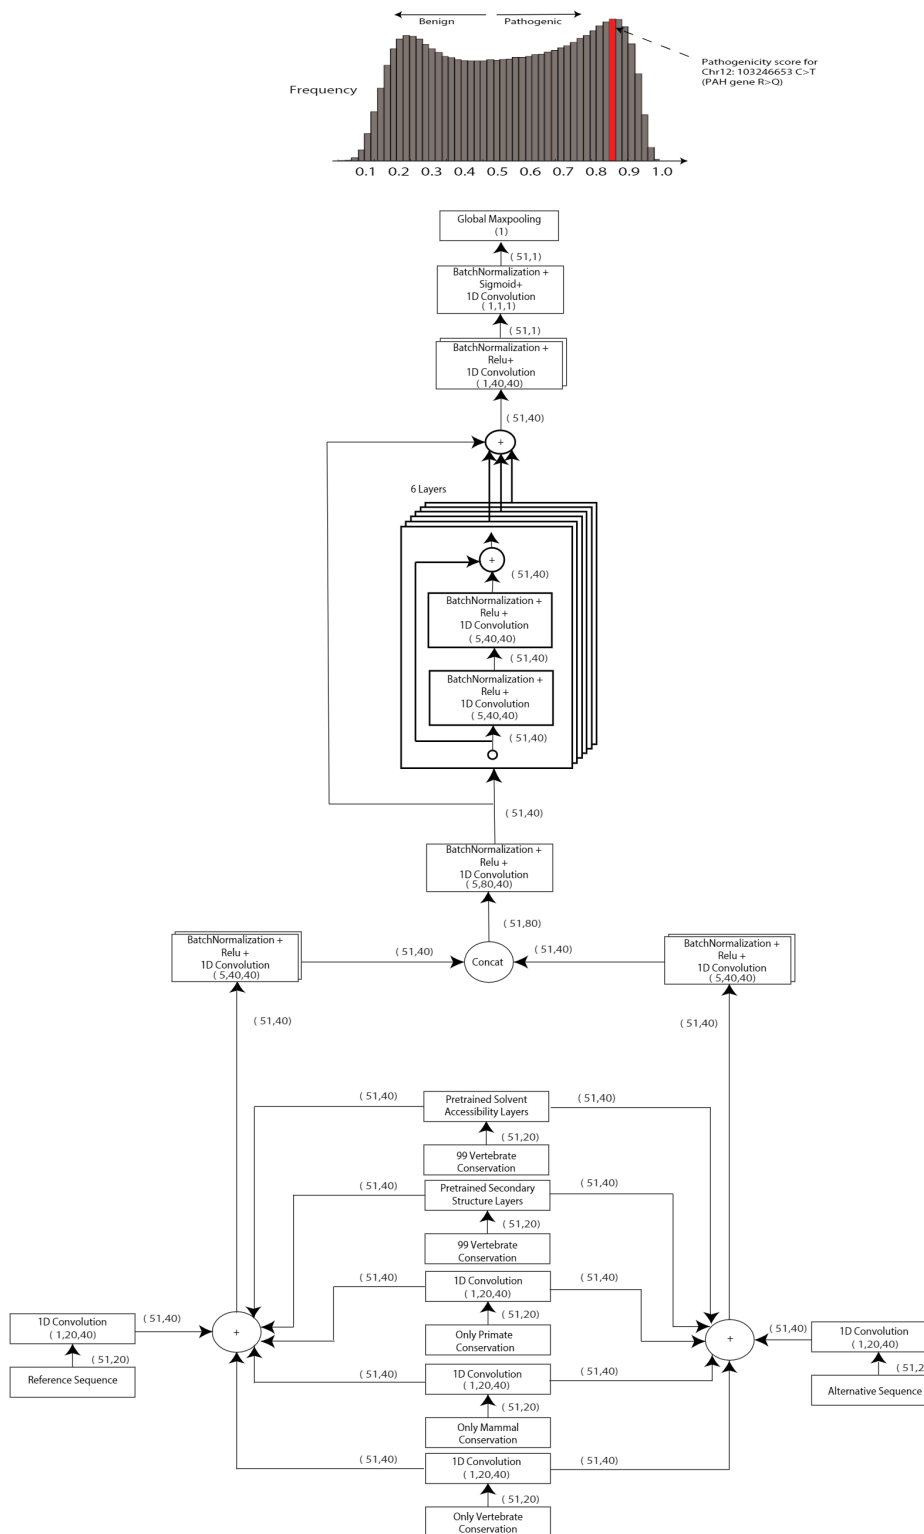 Benign Pathogenic
Pathogenicity score for
Chr12: 103246653 C>T
(PAH gene R>Q)
Frequency
0.1 0.2 0.3 0.4 0.5 0.6 0.7 0.8 0.9 1.0
Global Maxpooling
(1)
( 51,1)
BatchNormalization +
Sigmoid+
1D Convolution
( 1,1,1)
( 51,1)
BatchNormalization +
Relu+
1D Convolution
( 1,40,40)
( 51,40)
+
6 Layers
+
( 51,40)
BatchNormalization +
Relu +
1D Convolution
( 5,40,40)
( 51,40)
BatchNormalization +
Relu +
1D Convolution
( 5,40,40)
( 51,40)
( 51,40)
BatchNormalization +
Relu +
1D Convolution
( 5,80,40)
( 51,80)
BatchNormalization +
Relu +
1D Convolution
( 5,40,40)
( 51,40)
Concat
( 51,40)
BatchNormalization +
Relu +
1D Convolution
( 5,40,40)
( 51,40)
( 51,40)
( 51,40)
Pretrained Solvent
Accessibility Layers
( 51,40)
( 51,20)
99 Vertebrate
Conservation
( 51,40)
Pretrained Secondary
Structure Layers
( 51,40)
( 51,20)
99 Vertebrate
Conservation
( 51,40)
1D Convolution
( 1,20,40)
( 51,40)
( 51,20)
Only Primate
Conservation
1D Convolution
( 1,20,40)
( 51,40)
+
( 51,20)
Reference Sequence
+
( 51,40)
1D Convolution
( 1,20,40)
( 51,2
Alternative Sequence
( 51,40)
1D Convolution
( 1,20,40)
( 51,40)
( 51,20)
Only Mammal
Conservation
( 51,40)
1D Convolution
( 1,20,40)
( 51,40)
( 51,20)
Only Vertebrate
Conservation